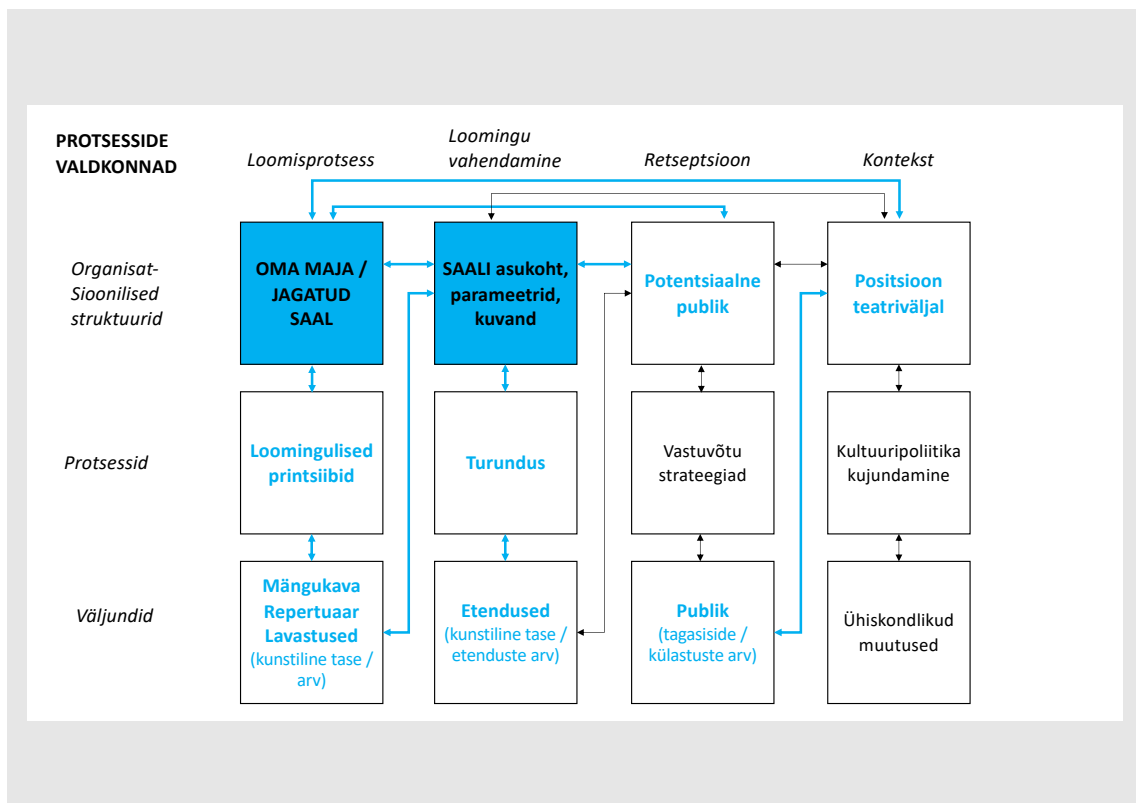 PROTSESSIDE
VALDKONNAD
Loomisprotsess
Loomingu
vahendamine
Retseptsioon
Kontekst
Organisat-
Sioonilised
struktuurid
OMA MAJA /
JAGATUD
SAAL
SAALI asukoht,
parameetrid,
kuvand
Potentsiaalne
publik
Positsioon
teatriväljal
Protsessid
Loomingulised
printsiibid
Turundus
Vastuvõtu
strateegiad
Kultuuripoliitika
kujundamine
Väljundid
Mängukava
Repertuaar
Lavastused
(kunstiline tase /
arv)
Etendused
(kunstiline tase /
etenduste arv)
Publik
(tagasiside /
külastuste arv)
Ühiskondlikud
muutused